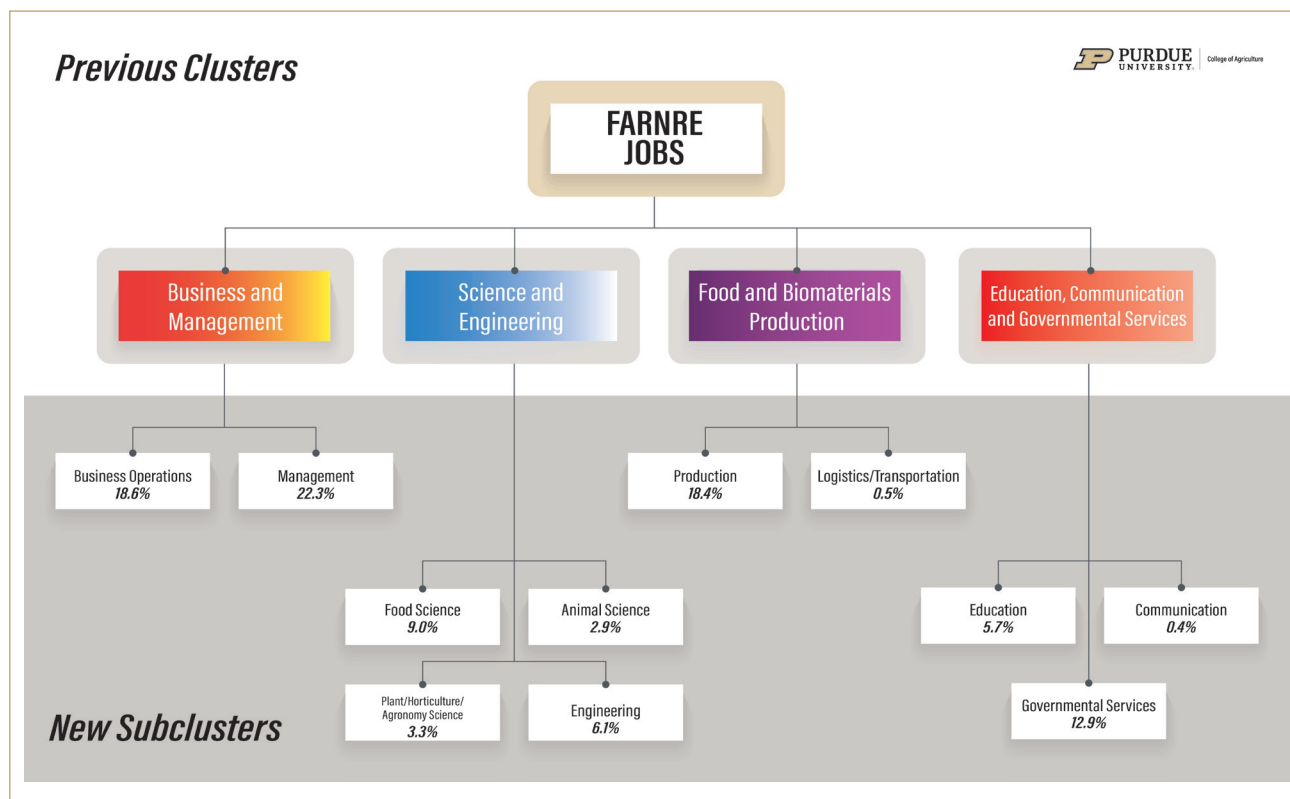 Previous Clusters
PURDUE
UNIVERSITY®
College of Agriculture
FARNRE
JOBS
Business and
Management
Science and
Engineering
Food and Biomaterials
Production
Education, Communication
and Governmental Services
Business Operations
18.6%
Management
22.3%
Production
18.4%
Logistics/Transportation
0.5%
Food Science
9.0%
Animal Science
2.9%
Education
5.7%
Communication
0.4%
Plant/Horticulture/
Agronomy Science
3.3%
Engineering
6.1%
Governmental Services
12.9%
New Subclusters